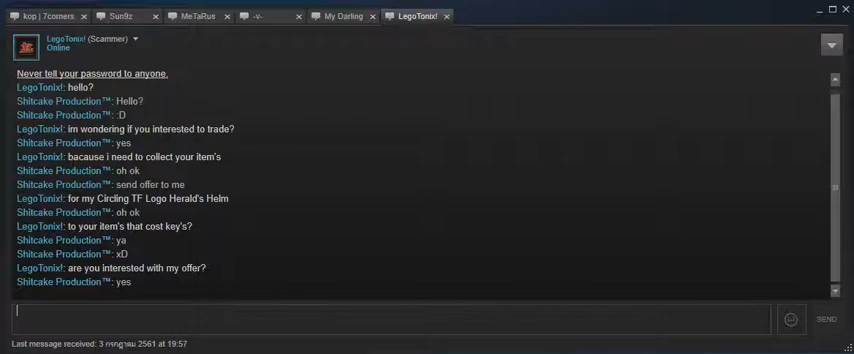 kop | 7corners
Sun9z
MeTaRus
-v-
My Darling
LegoTonix!
LegoTonix! (Scammer)
Online
Never tell your password to anyone.
LegoTonix!: hello?
Shitcake Production™: Hello?
Shitcake Production™: :D
LegoTonix!: im wondering if you interested to trade?
Shitcake Production™: yes
LegoTonix!: bacause i need to collect your item's
Shitcake Production™: oh ok
Shitcake Production™: send offer to me
LegoTonix!: for my Circling TF Logo Herald's Helm
Shitcake Production™: oh ok
LegoTonix!: to your item's that cost key's?
Shitcake Production™: ya
Shitcake Production™: xD
LegoTonix!: are you interested with my offer?
Shitcake Production™: yes
SEND
Last message received: 3 กรกฎาคม 2561 at 19:57